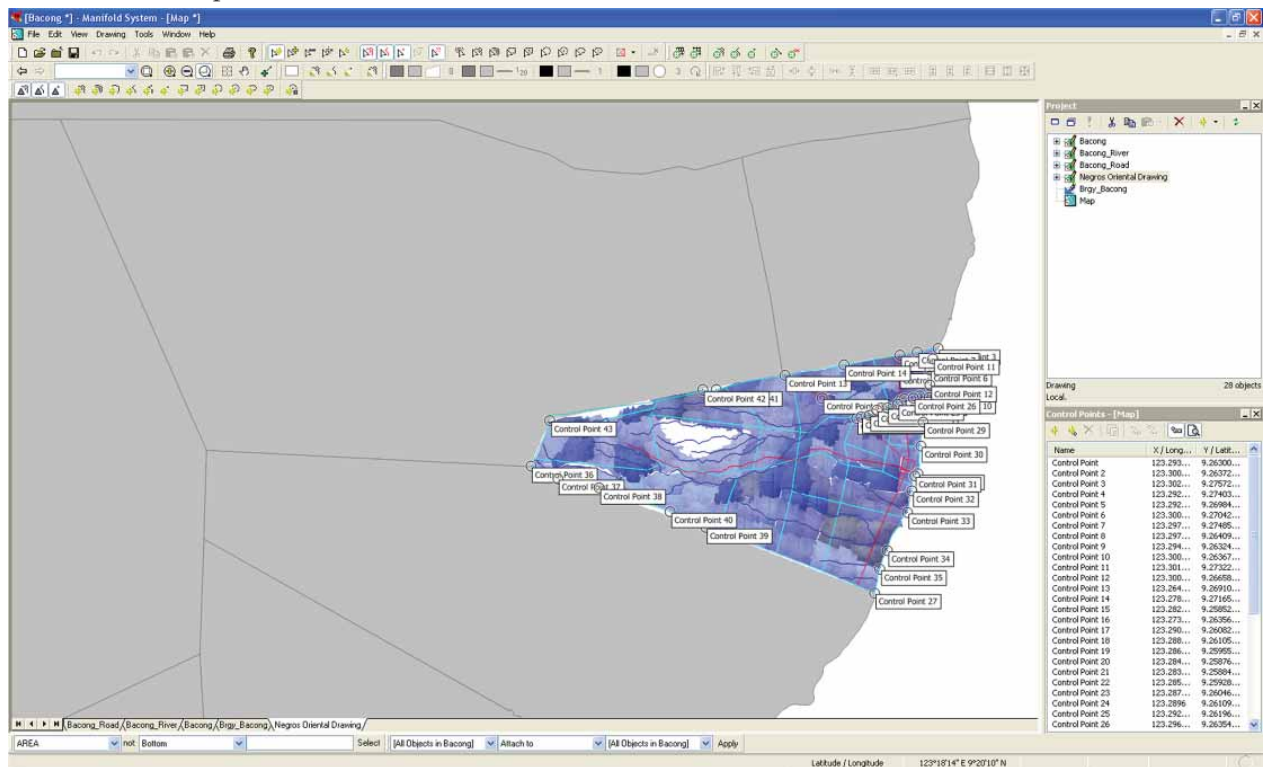 [Bacong *] - Manifold System - [Map *]
File Edit View Drawing Tools Window Help
Project
Bacong
Bacong_River
Bacong_Road
Negros Oriental Drawing
Brgy_Bacong
Map
Drawing 28 objects
Local.
Control Points - [Map]
Name X / Long... Y / Latit...
Control Point 123.293... 9.26300...
Control Point 2 123.300... 9.26372...
Control Point 3 123.302... 9.27572...
Control Point 4 123.292... 9.27403...
Control Point 5 123.292... 9.26984...
Control Point 6 123.300... 9.27042...
Control Point 7 123.297... 9.27485...
Control Point 8 123.297... 9.26409...
Control Point 9 123.294... 9.26324...
Control Point 10 123.300... 9.26367...
Control Point 11 123.301... 9.27322...
Control Point 12 123.300... 9.26658...
Control Point 13 123.264... 9.26910...
Control Point 14 123.278... 9.27165...
Control Point 15 123.282... 9.25852...
Control Point 16 123.273... 9.26356...
Control Point 17 123.290... 9.26082...
Control Point 18 123.288... 9.26105...
Control Point 19 123.286... 9.25955...
Control Point 20 123.284... 9.25876...
Control Point 21 123.283... 9.25884...
Control Point 22 123.285... 9.25928...
Control Point 23 123.287... 9.26046...
Control Point 24 123.2896 9.26109...
Control Point 25 123.292... 9.26196...
Control Point 26 123.296... 9.26354...
Control Point 11
Control Point 14
Control Point 6
Control Point 13
Control Point 12
Control Point 42 41
Control Point 26 10
Control Point 43
Control Point 29
Control Point 30
Control Point 36
Control Point 31
Control Point 37
Control Point 38
Control Point 32
Control Point 40
Control Point 33
Control Point 39
Control Point 34
Control Point 35
Control Point 27
Bacong_Road Bacong_River Bacong Brgy_Bacong Negros Oriental Drawing
AREA not Bottom Select [All Objects in Bacong] Attach to [All Objects in Bacong] Apply
Latitude / Longitude 123°18'14" E 9°20'10" N